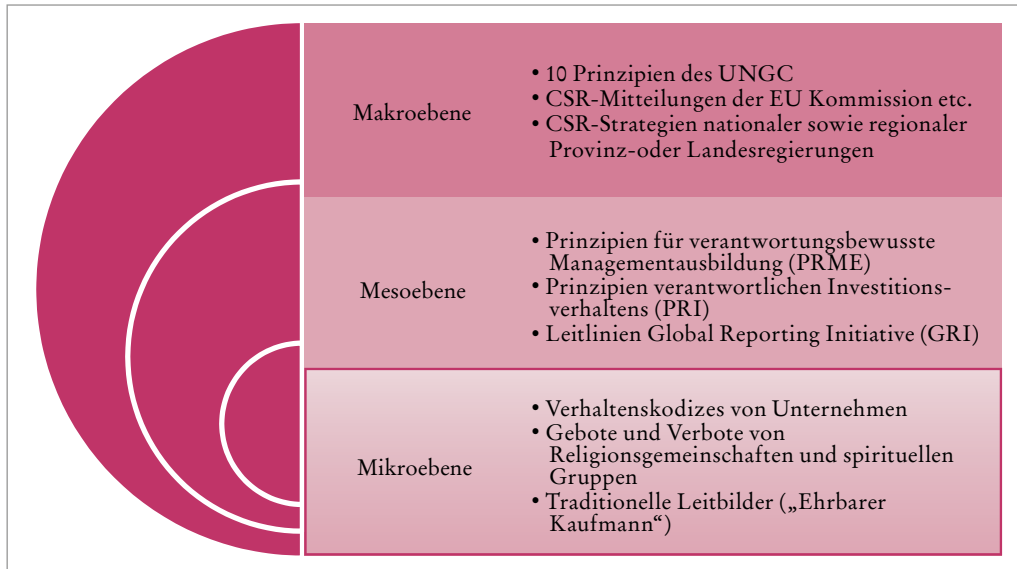 Makroebene
• 10 Prinzipien des UNGC
• CSR-Mitteilungen der EU Kommission etc.
• CSR-Strategien nationaler sowie regionaler
Provinz-oder Landesregierungen
Mesoebene
• Prinzipien für verantwortungsbewusste
Managementausbildung (PRME)
• Prinzipien verantwortlichen Investitions-
verhaltens (PRI)
• Leitlinien Global Reporting Initiative (GRI)
Mikroebene
• Verhaltenskodizes von Unternehmen
• Gebote und Verbote von
Religionsgemeinschaften und spirituellen
Gruppen
• Traditionelle Leitbilder („Ehrbarer
Kaufmann“)